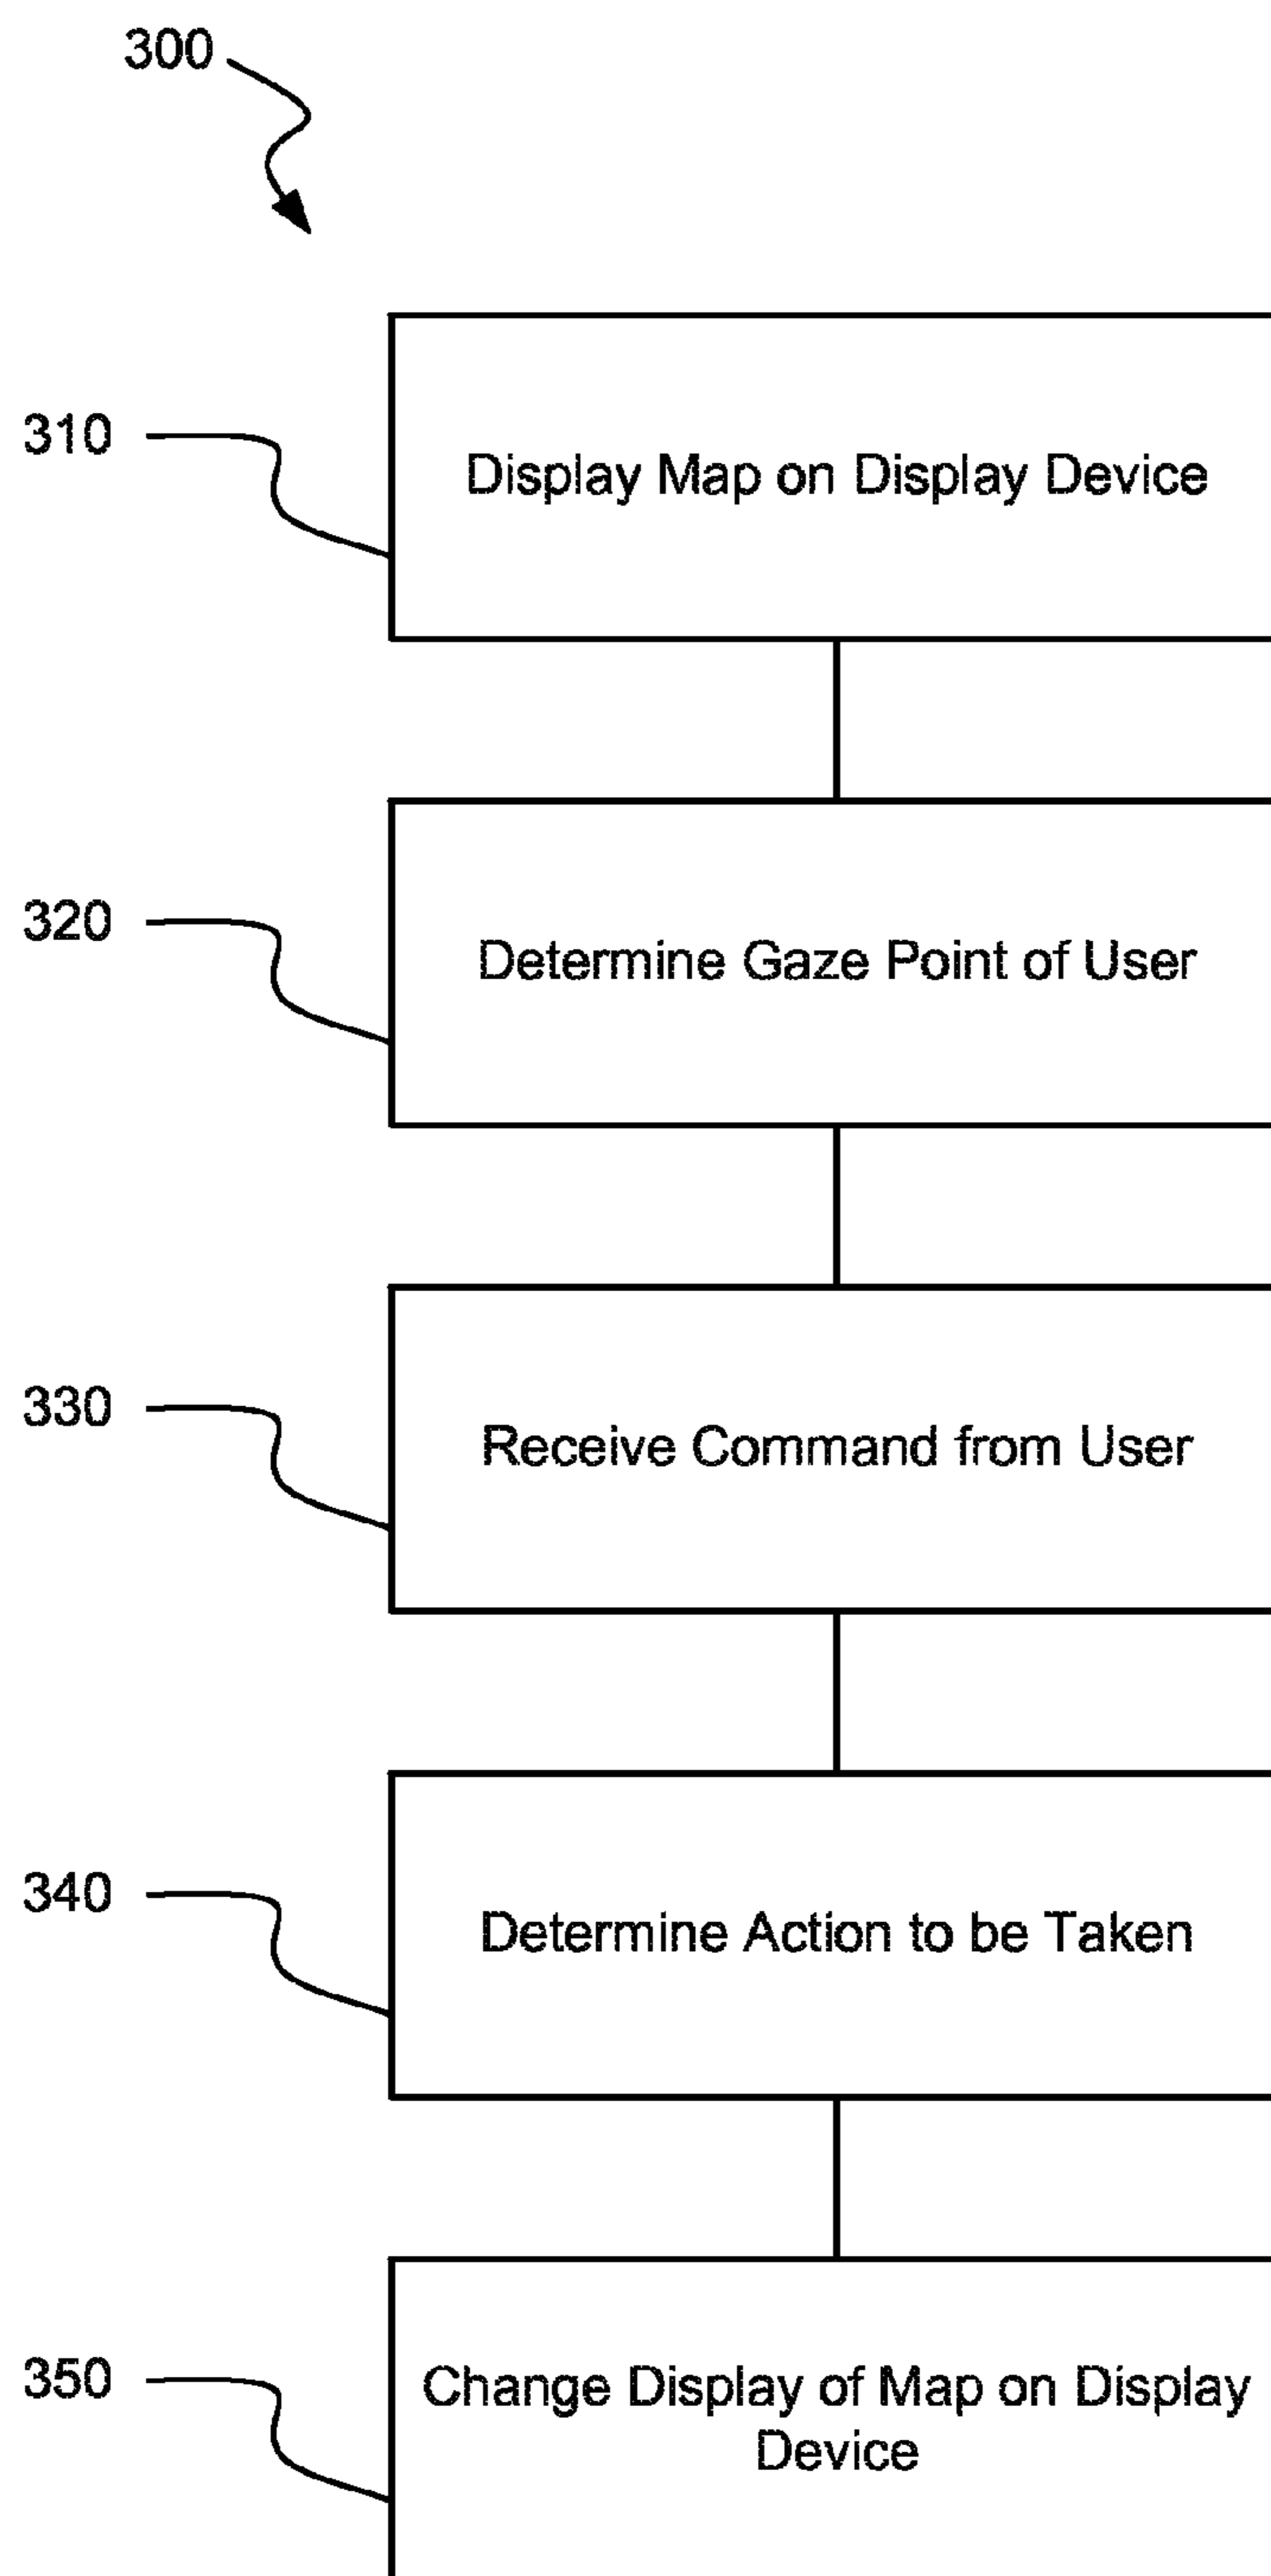 300
310
Display Map on Display Device
320
Determine Gaze Point of User
330
Receive Command from User
340
Determine Action to be Taken
350
Change Display of Map on Display
Device